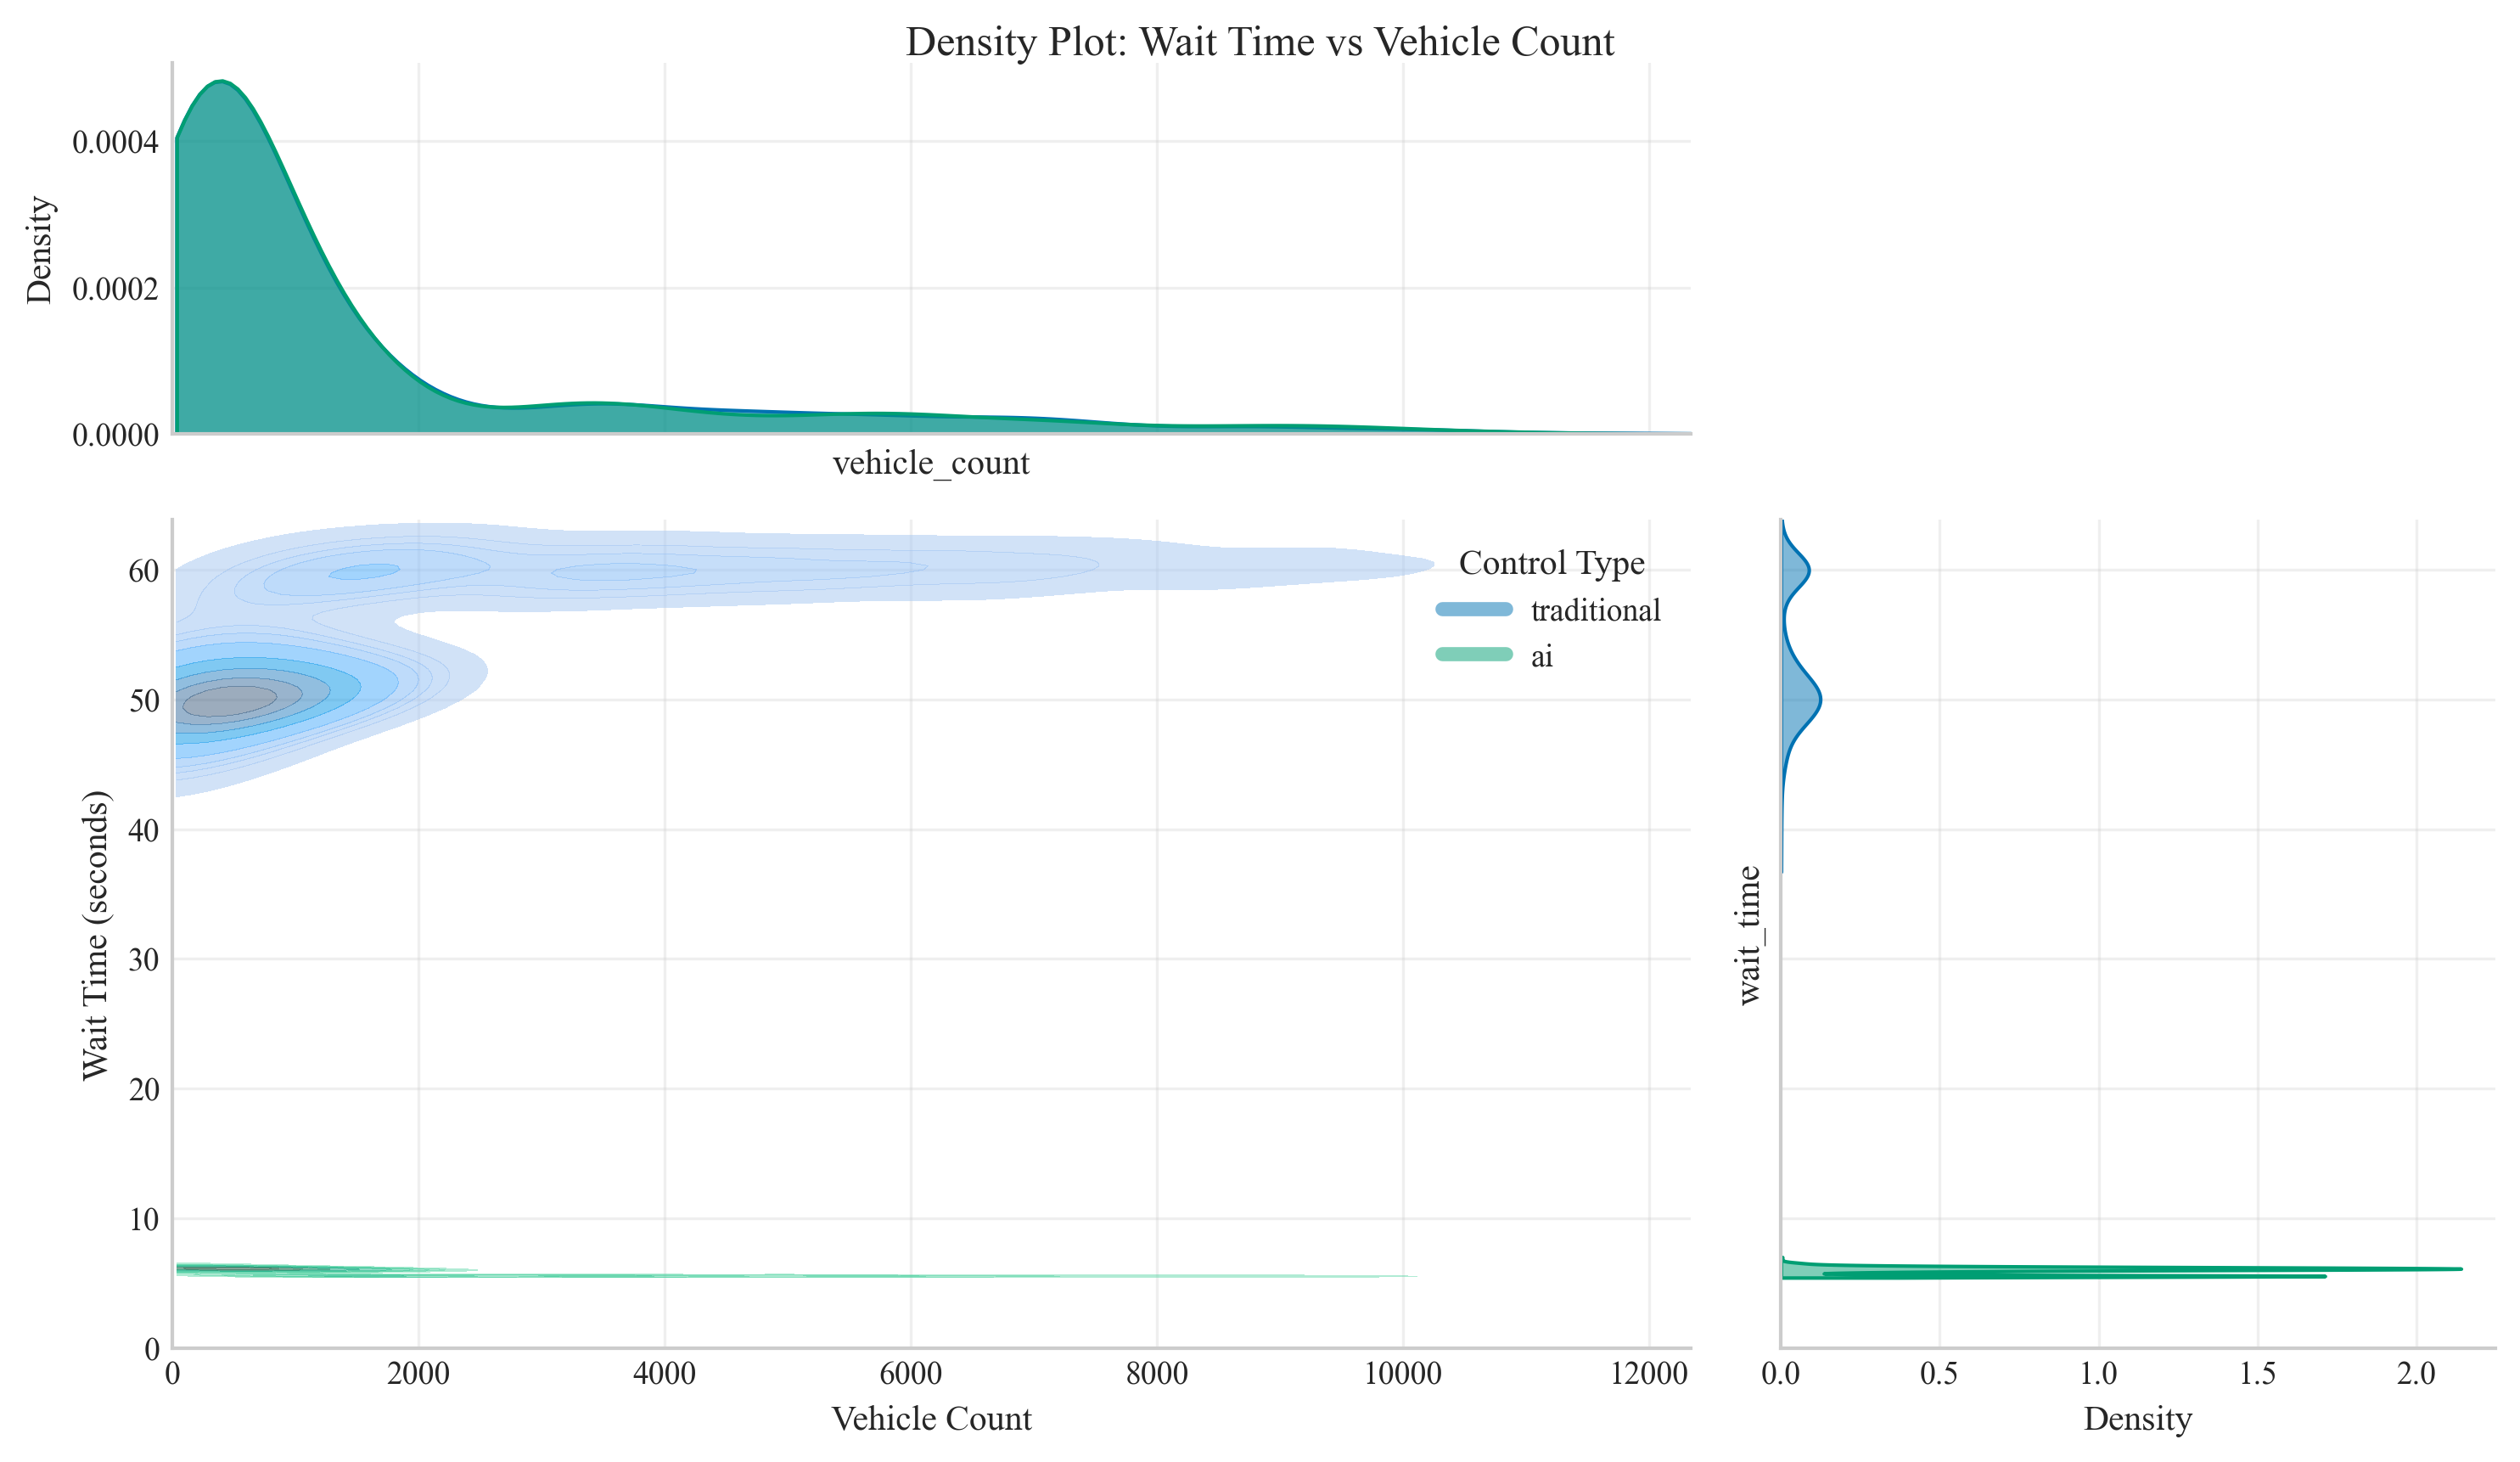 Density Plot: Wait Time vs Vehicle Count
Density
0.0004
0.0002
0.0000
vehicle_count
Wait Time (seconds)
60
50
40
30
20
10
0
0 2000 4000 6000 8000 10000 12000
Vehicle Count
Control Type
traditional
ai
wait_time
0.0 0.5 1.0 1.5 2.0
Density